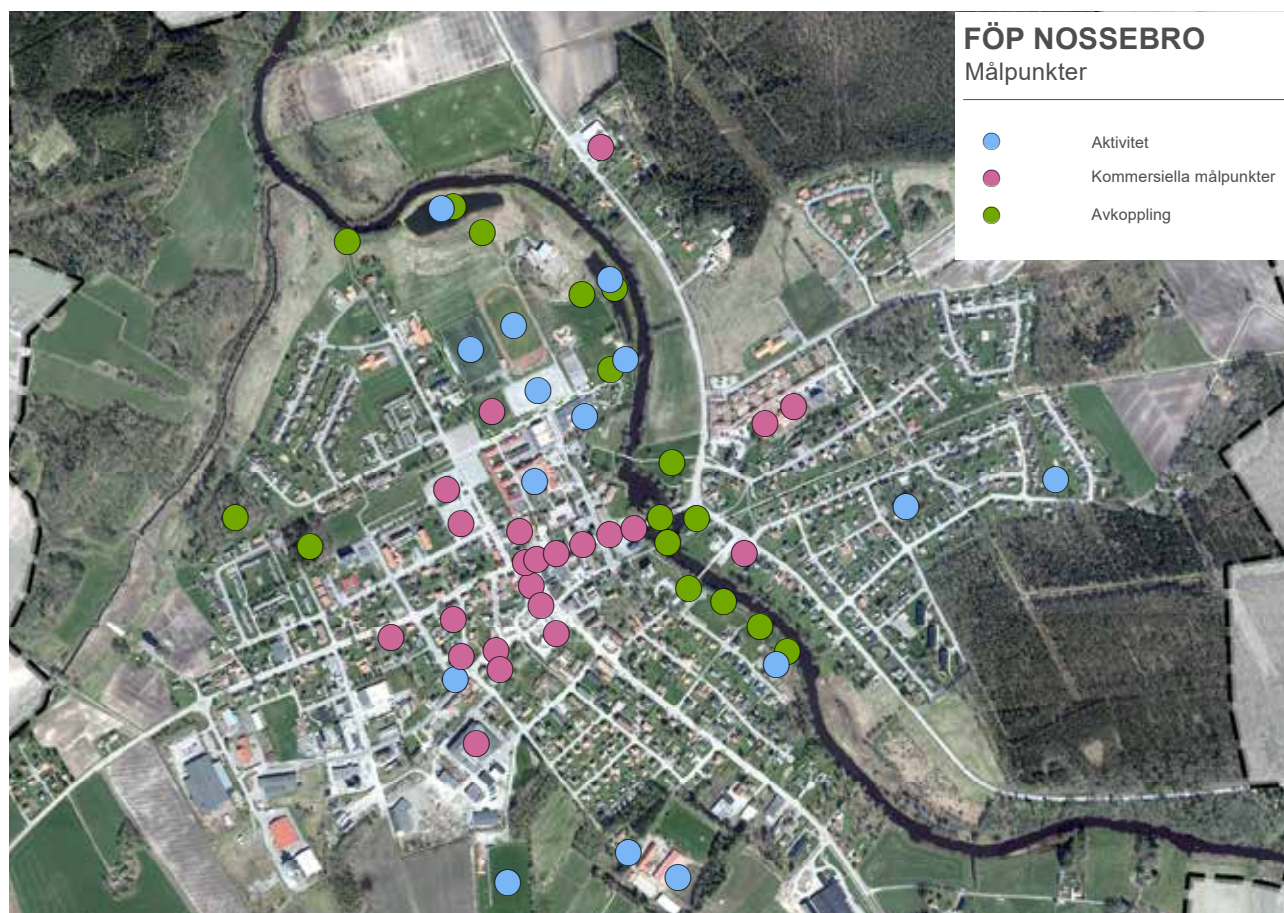 FÖP NOSSEBRO
Målpunkter
Aktivitet
Kommersiella målpunkter
Avkoppling